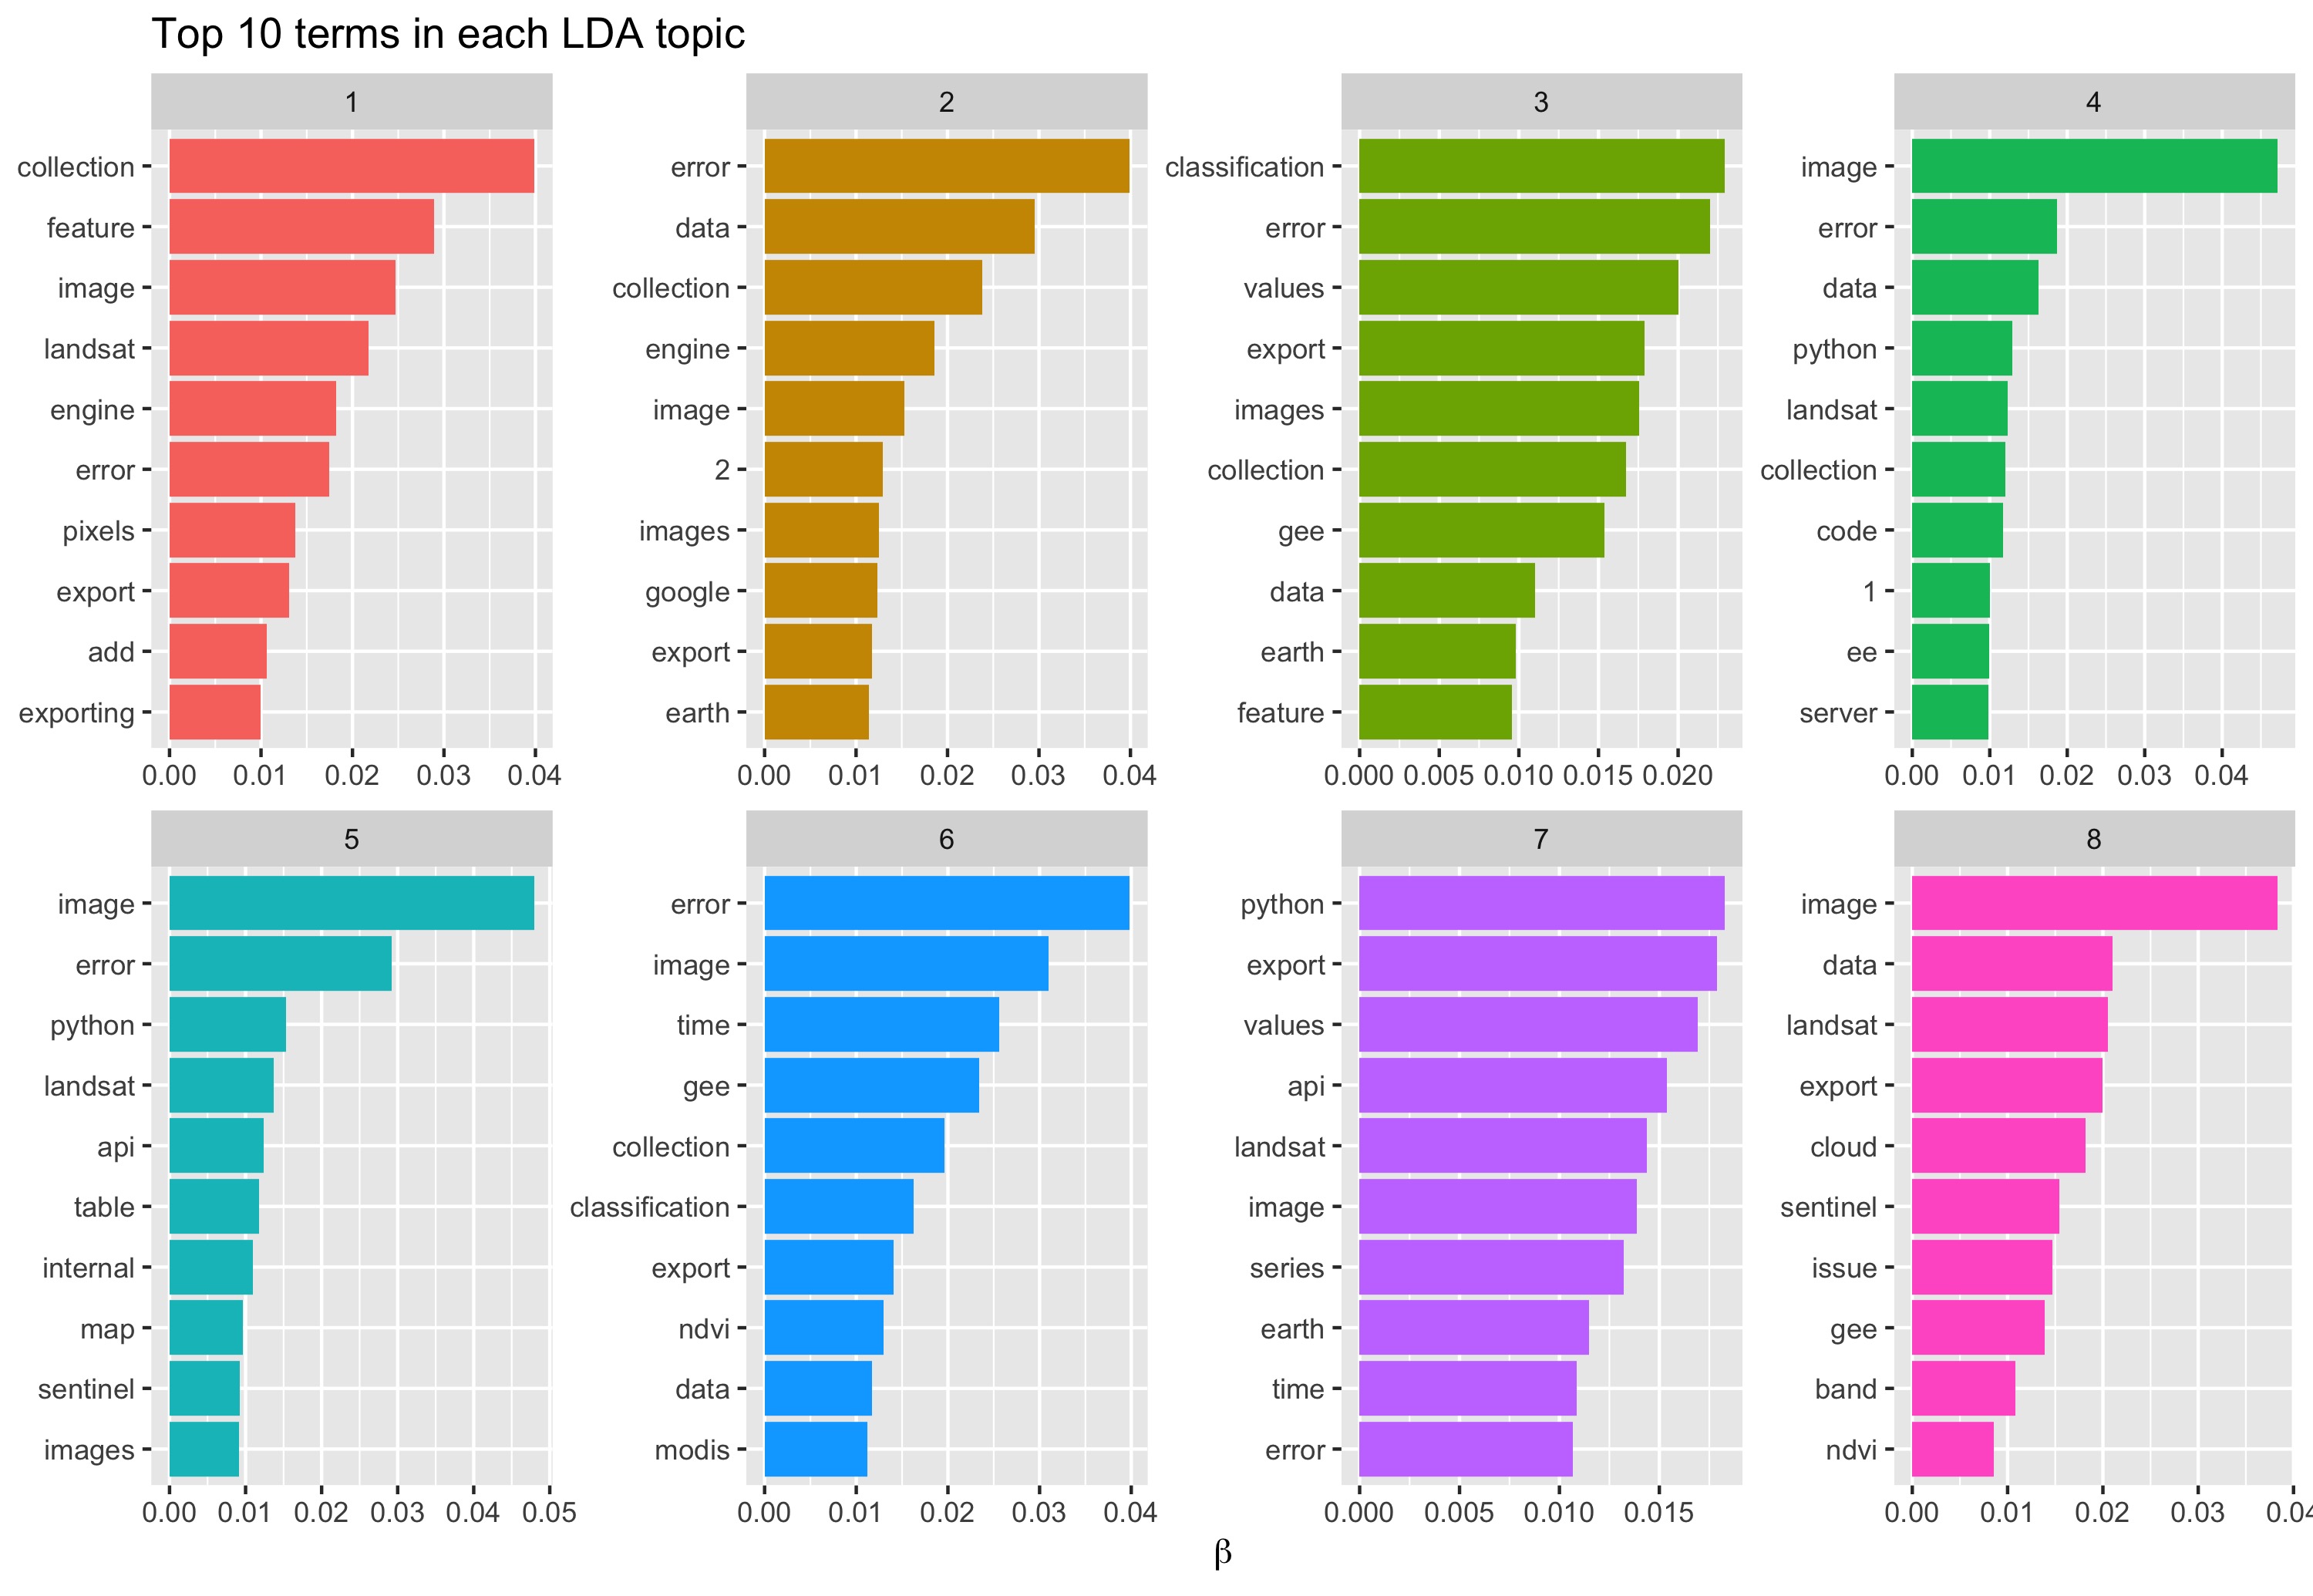 Top 10 terms in each LDA topic
1
collection
feature
image
landsat
engine
error
pixels
export
add
exporting
0.00 0.01 0.02 0.03 0.04
2
error
data
collection
engine
image
2
images
google
export
earth
0.00 0.01 0.02 0.03 0.04
3
classification
error
values
export
images
collection
gee
data
earth
feature
0.000 0.005 0.010 0.015 0.020
4
image
error
data
python
landsat
collection
code
1
ee
server
0.00 0.01 0.02 0.03 0.04
5
image
error
python
landsat
api
table
internal
map
sentinel
images
0.00 0.01 0.02 0.03 0.04 0.05
6
error
image
time
gee
collection
classification
export
ndvi
data
modis
0.00 0.01 0.02 0.03 0.04
7
python
export
values
api
landsat
image
series
earth
time
error
0.000 0.005 0.010 0.015
8
image
data
landsat
export
cloud
sentinel
issue
gee
band
ndvi
0.00 0.01 0.02 0.03 0.04
β